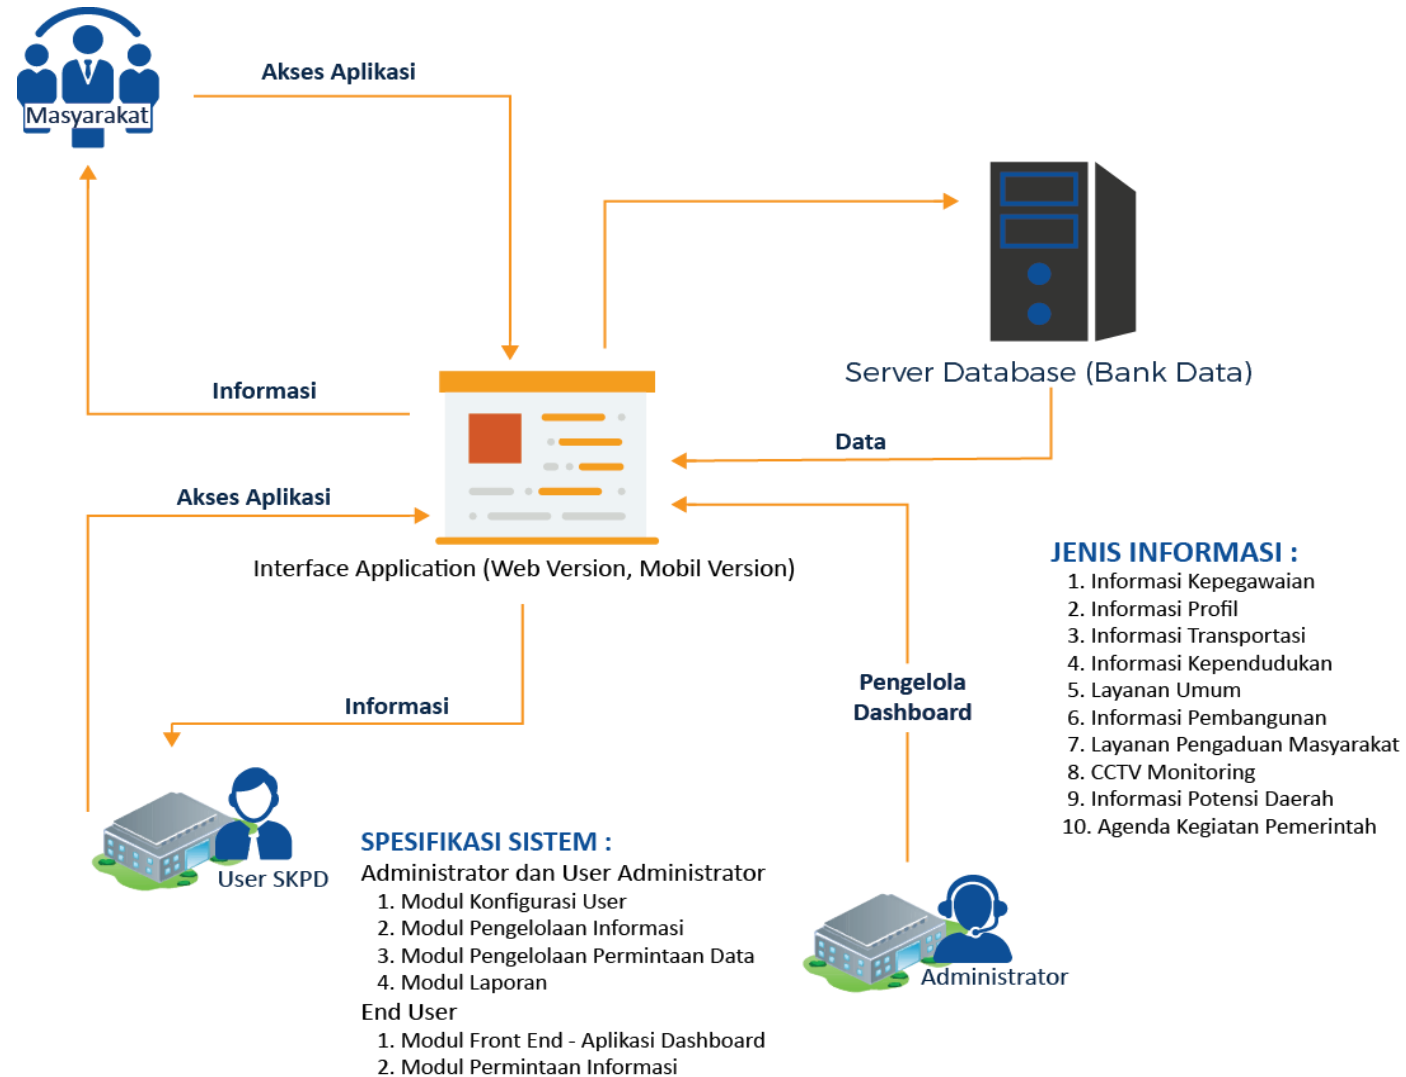 Masyarakat
Akses Aplikasi
Server Database (Bank Data)
Informasi
Data
Akses Aplikasi
Interface Application (Web Version, Mobil Version)
Informasi
Pengelola
Dashboard
User SKPD
Administrator
JENIS INFORMASI :
1. Informasi Kepegawaian
2. Informasi Profil
3. Informasi Transportasi
4. Informasi Kependudukan
5. Layanan Umum
6. Informasi Pembangunan
7. Layanan Pengaduan Masyarakat
8. CCTV Monitoring
9. Informasi Potensi Daerah
10. Agenda Kegiatan Pemerintah
SPESIFIKASI SISTEM :
Administrator dan User Administrator
1. Modul Konfigurasi User
2. Modul Pengelolaan Informasi
3. Modul Pengelolaan Permintaan Data
4. Modul Laporan
End User
1. Modul Front End - Aplikasi Dashboard
2. Modul Permintaan Informasi